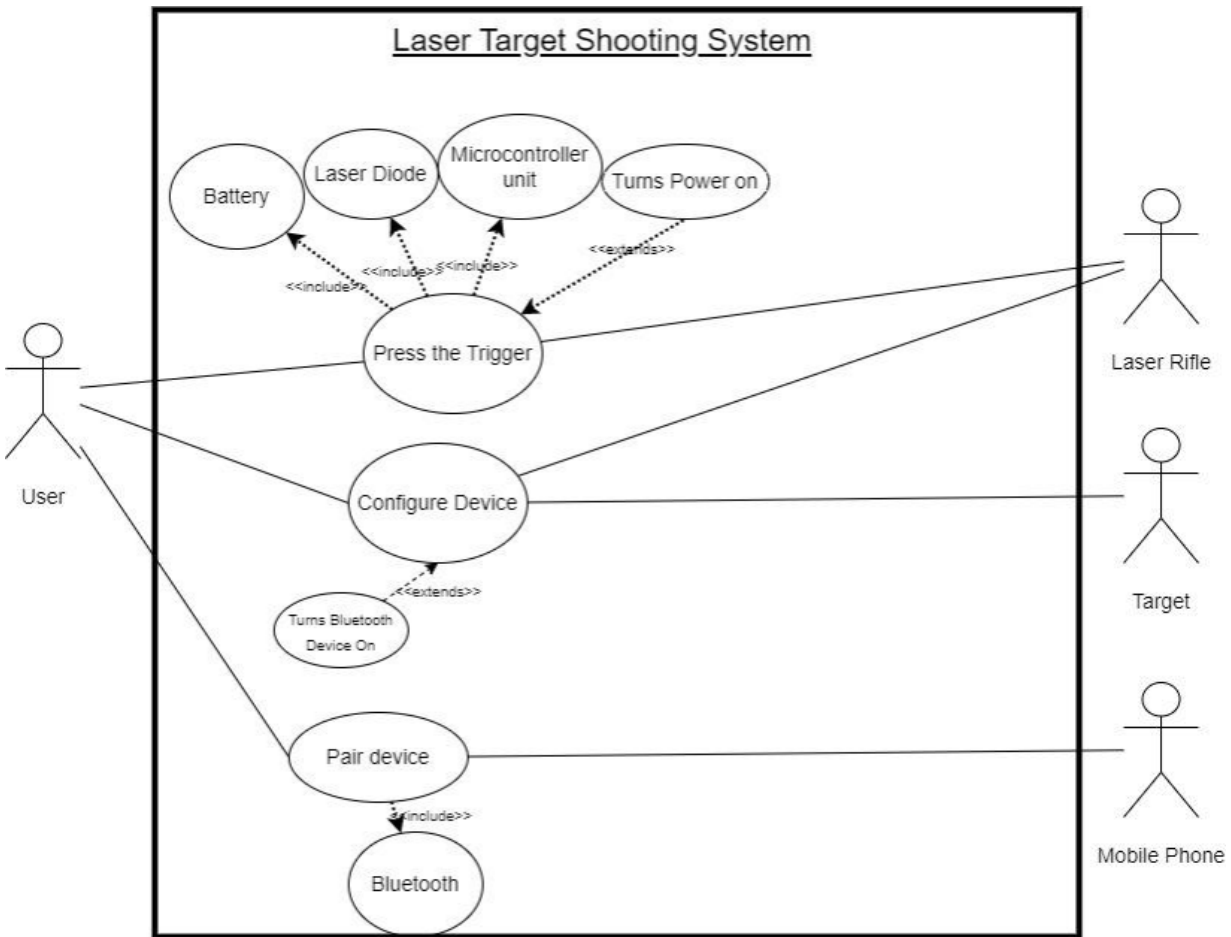 Laser Target Shooting System
Battery
Laser Diode
Microcontroller
unit
Turns Power on
<<include>>
<<include>>
<<include>>
<<extends>>
Press the Trigger
Laser Rifle
User
Configure Device
<<extends>>
Turns Bluetooth
Device On
Target
Pair device
<<include>>
Bluetooth
Mobile Phone